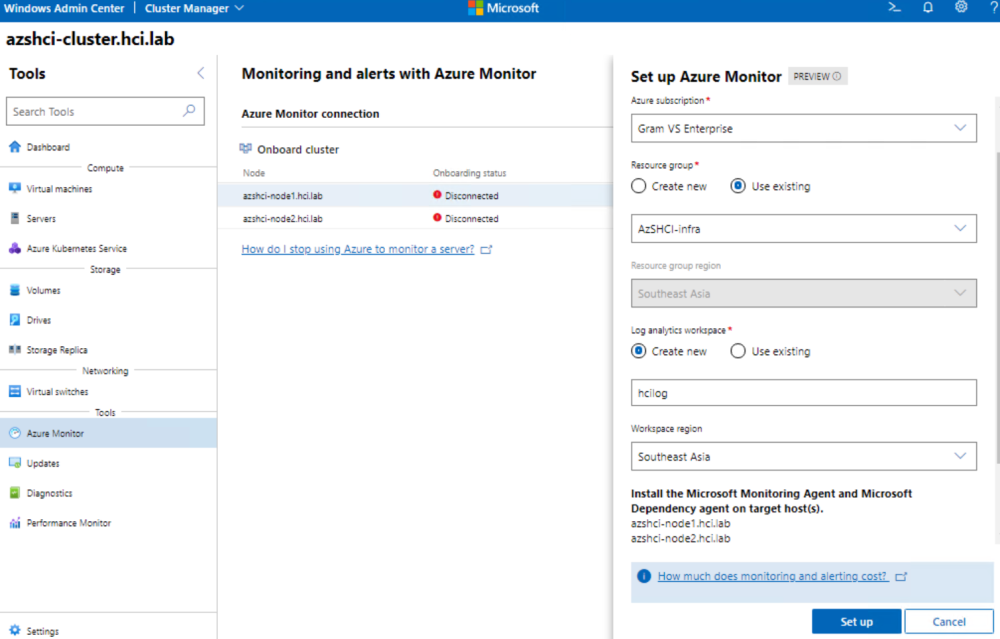 Windows Admin Center | Cluster Manager
Microsoft
azshci-cluster.hci.lab
Tools
Search Tools
Dashboard
Compute
Virtual machines
Servers
Azure Kubernetes Service
Storage
Volumes
Drives
Storage Replica
Networking
Virtual switches
Tools
Azure Monitor
Updates
Diagnostics
Performance Monitor
Settings
Monitoring and alerts with Azure Monitor
Azure Monitor connection
Onboard cluster
Node Onboarding status
azshci-node1.hci.lab Disconnected
azshci-node2.hci.lab Disconnected
How do I stop using Azure to monitor a server?
Set up Azure Monitor PREVIEW
Azure subscription *
Gram VS Enterprise
Resource group *
Create new Use existing
AzSHCI-infra
Resource group region
Southeast Asia
Log analytics workspace *
Create new Use existing
hcilog
Workspace region
Southeast Asia
Install the Microsoft Monitoring Agent and Microsoft
Dependency agent on target host(s).
azshci-node1.hci.lab
azshci-node2.hci.lab
How much does monitoring and alerting cost?
Set up Cancel